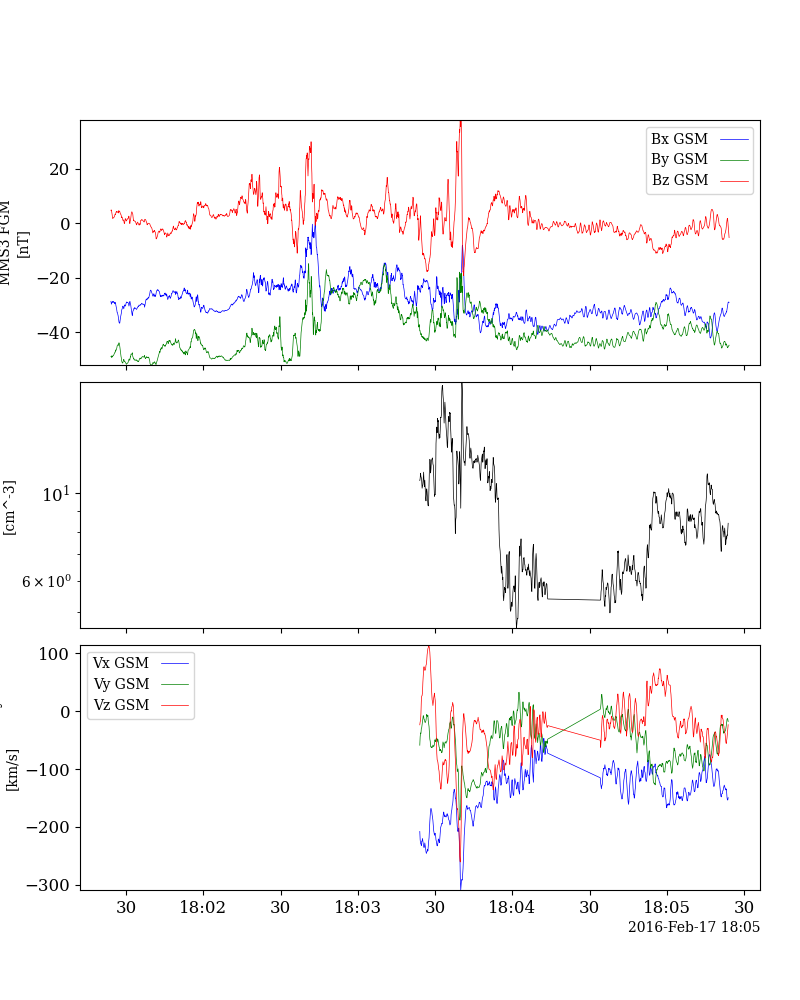 MMS3 FGM
[nT]
20
0
−20
−40
Bx GSM
By GSM
Bz GSM
[cm^-3]
10^1
6 × 10^0
[km/s]
100
0
−100
−200
−300
Vx GSM
Vy GSM
Vz GSM
30 18:02 30 18:03 30 18:04 30 18:05 30
2016-Feb-17 18:05